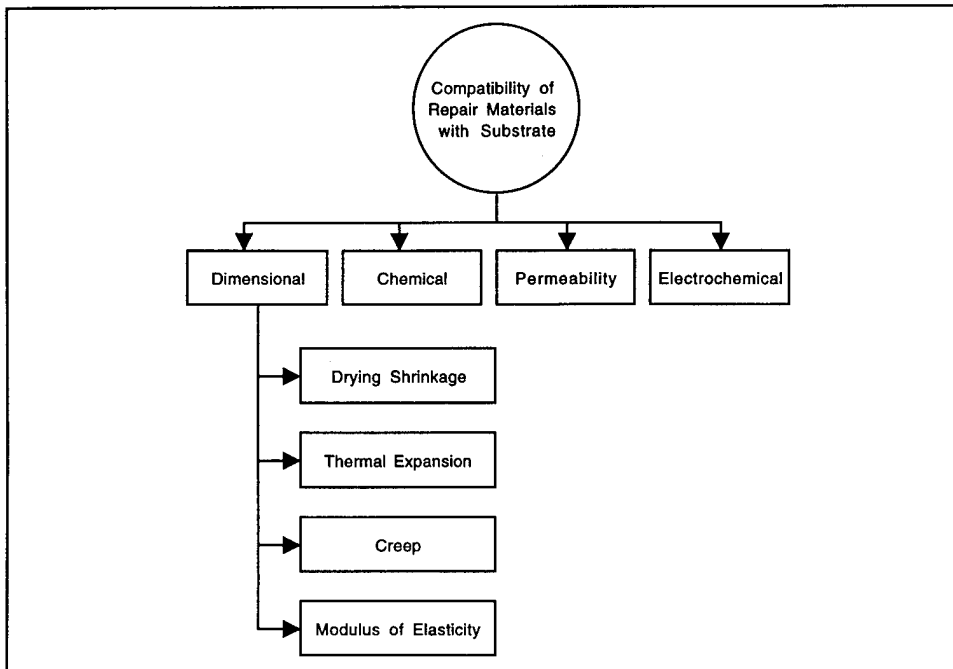 Compatibility of
Repair Materials
with Substrate
Dimensional
Chemical
Permeability
Electrochemical
Drying Shrinkage
Thermal Expansion
Creep
Modulus of Elasticity